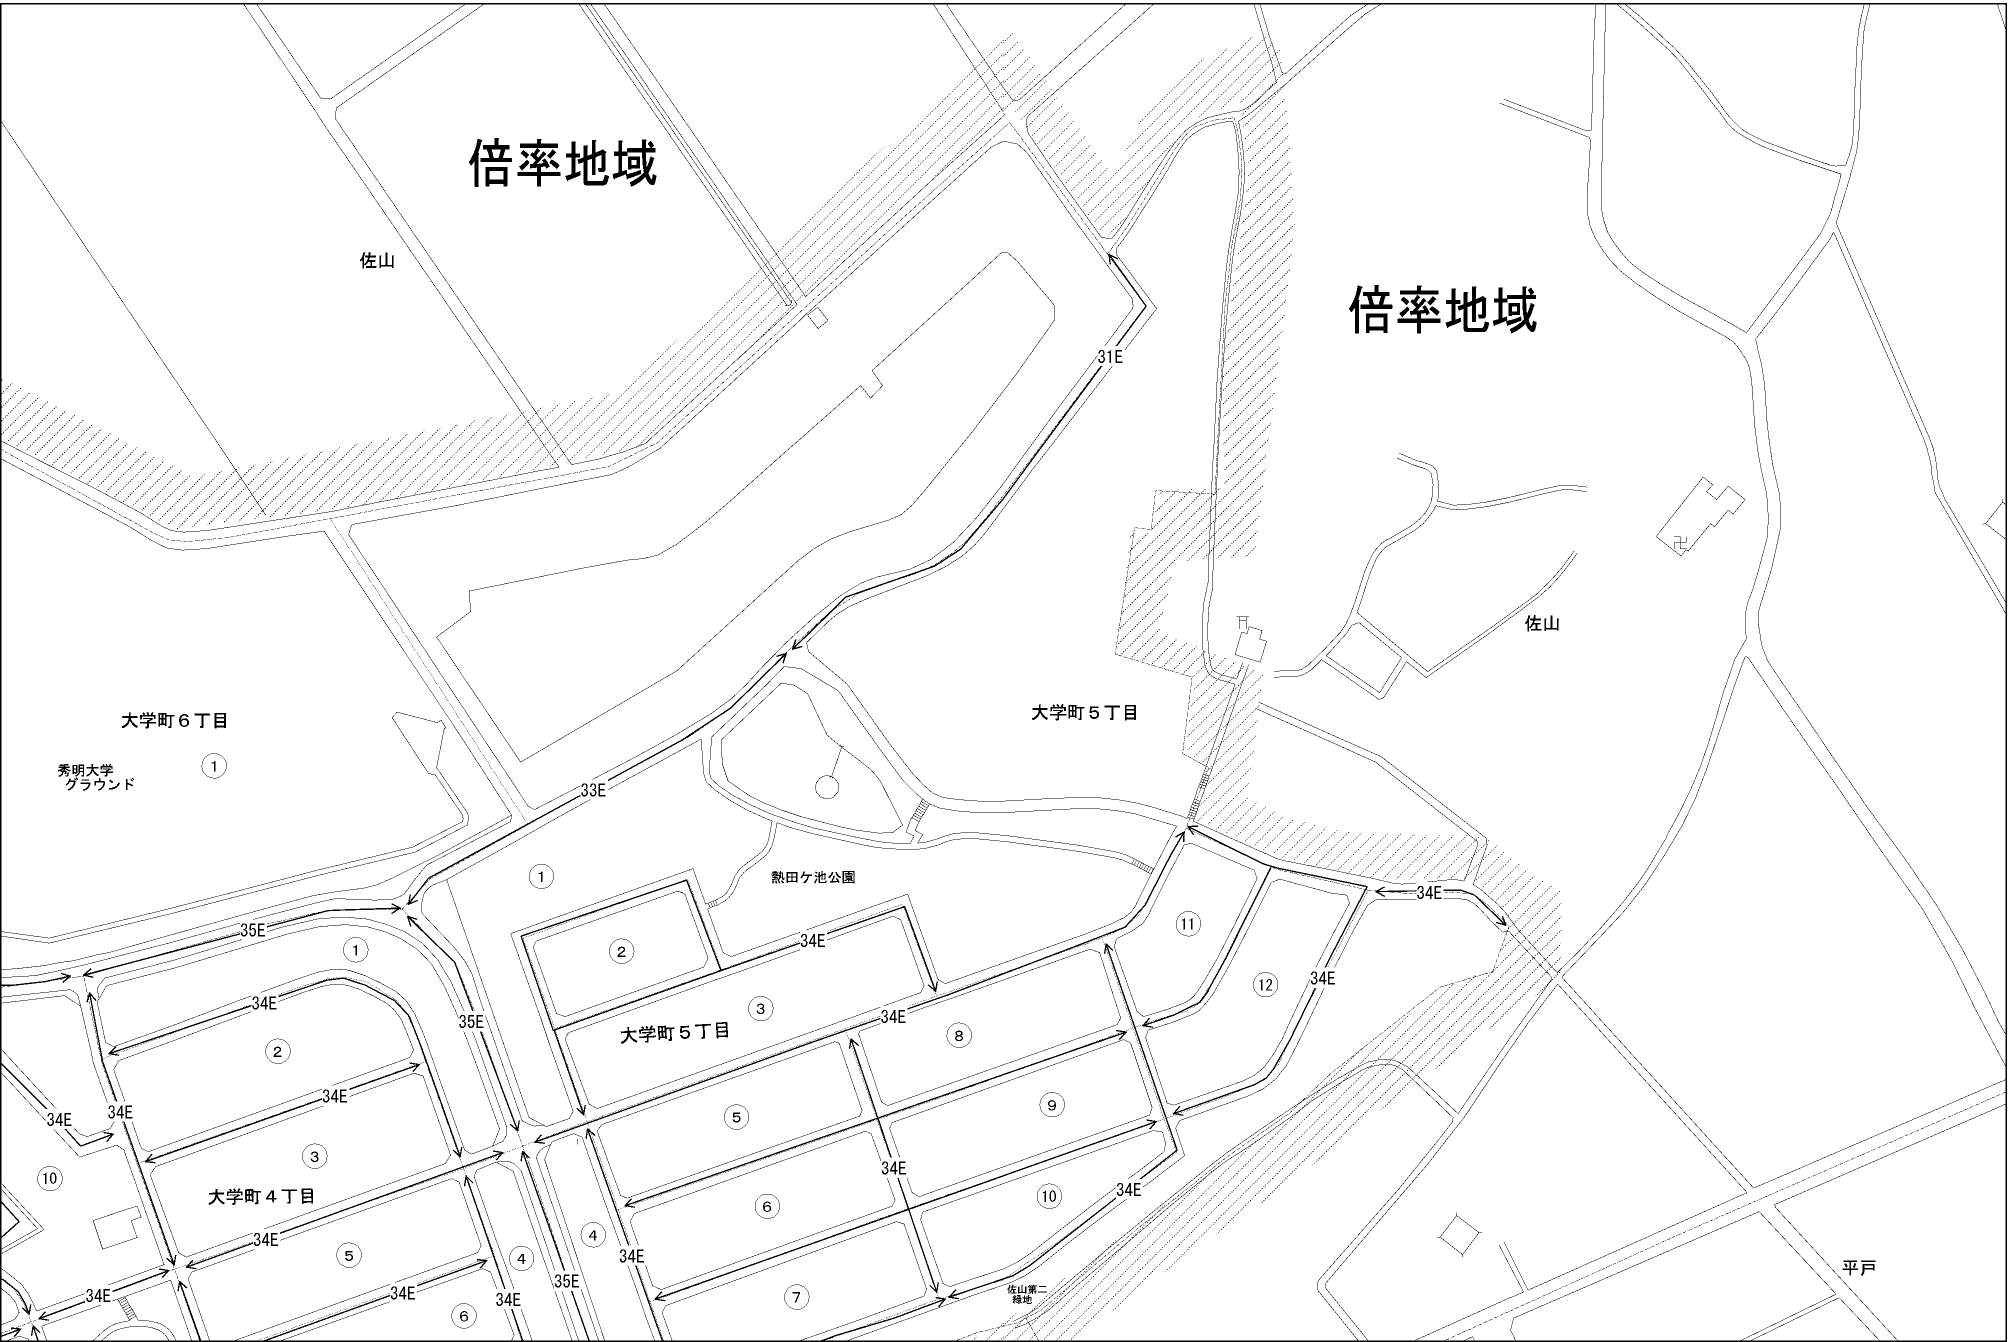 倍率地域
佐山
倍率地域
31E
佐山
大学町５丁目
大学町６丁目
1
秀明大学
グラウンド
33E
熱田ケ池公園
1
34E
11
35E
1
2
34E
12
34E
34E
2
35E
3
34E
大学町５丁目
8
34E
34E
34E
5
9
3
10
大学町４丁目
34E
6
10
34E
34E
5
4
4
34E
35E
佐山第二
緑地
平戸
34E
34E
34E
7
6